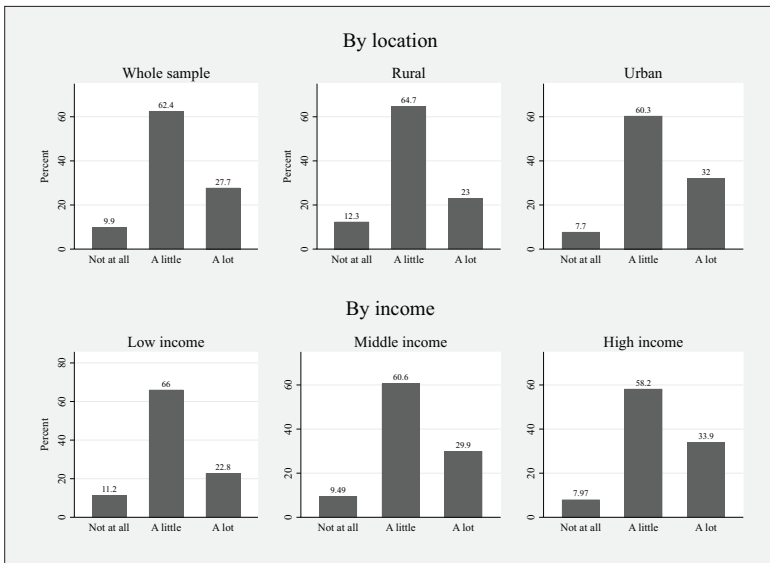 By location
Whole sample
Rural
Urban
Percent
0
20
40
60
9.9
62.4
27.7
Not at all
A little
A lot
Percent
0
20
40
60
12.3
64.7
23
Not at all
A little
A lot
0
20
40
60
7.7
60.3
32
Not at all
A little
A lot
By income
Low income
Middle income
High income
Percent
0
20
40
60
80
11.2
66
22.8
Not at all
A little
A lot
0
20
40
60
9.49
60.6
29.9
Not at all
A little
A lot
0
20
40
60
7.97
58.2
33.9
Not at all
A little
A lot